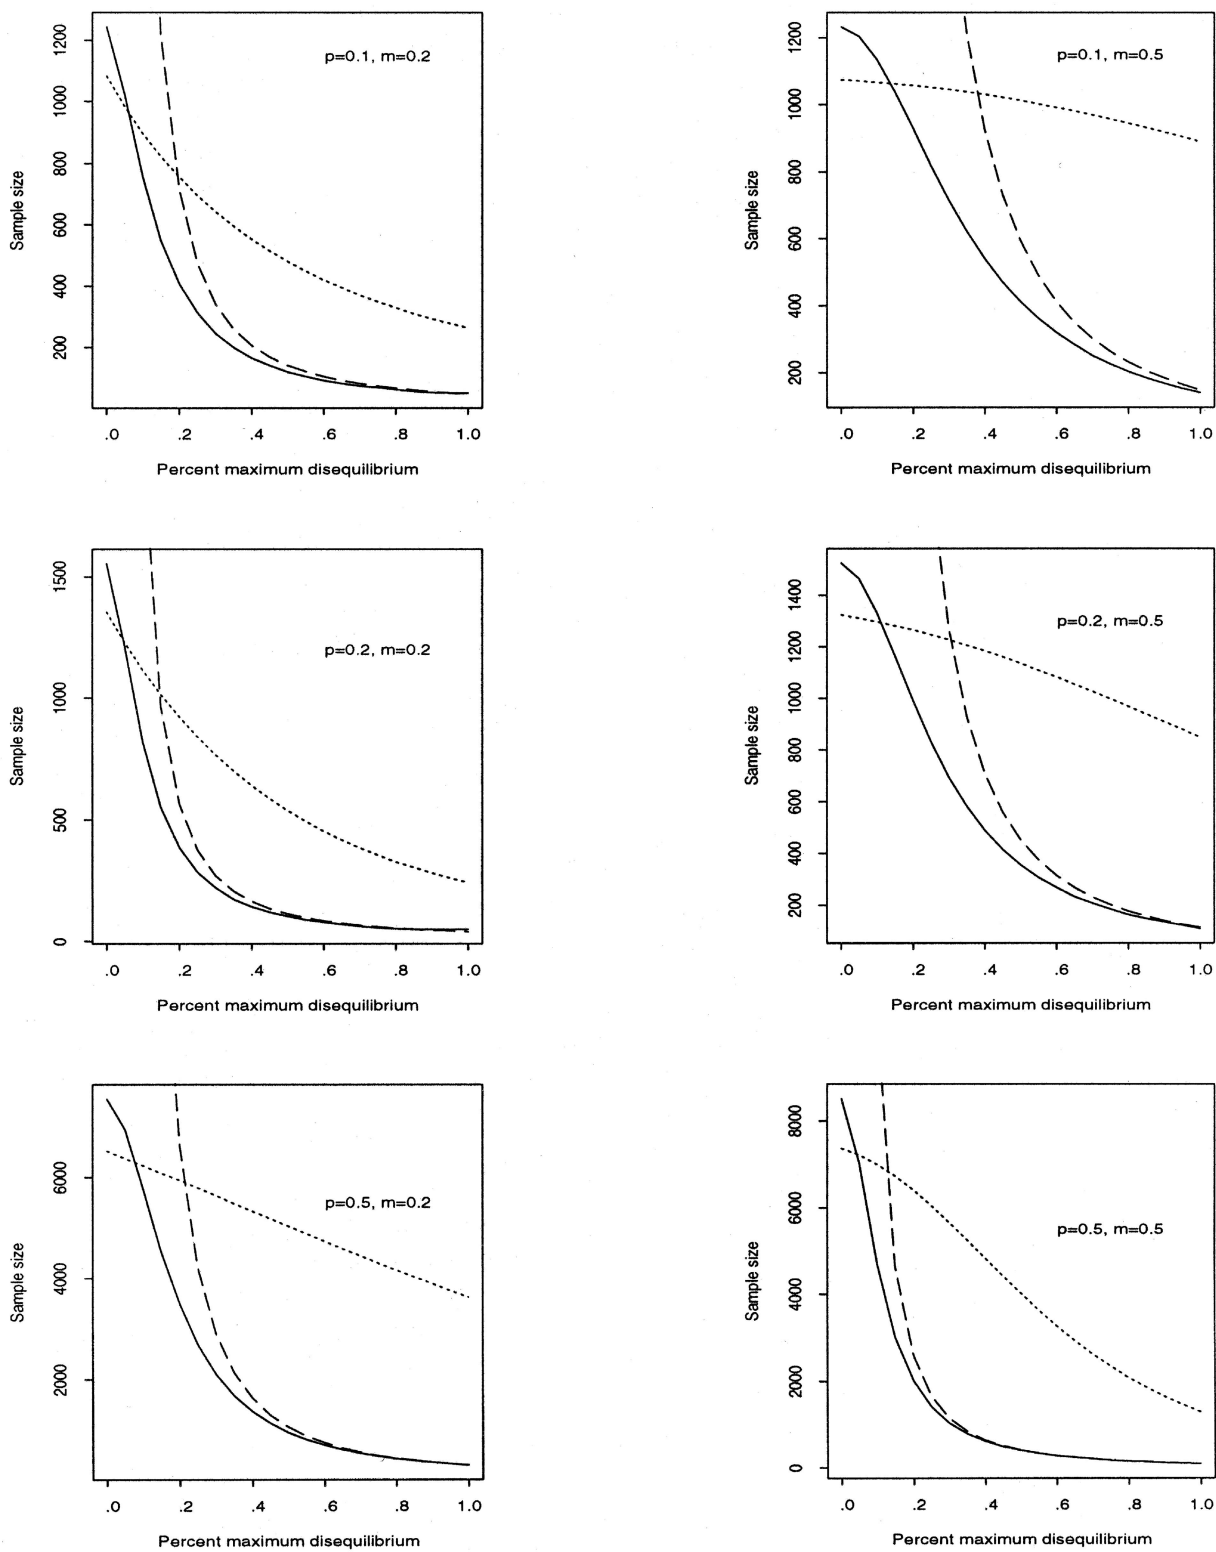 1200
1000
800
600
400
200
Sample size
p=0.1, m=0.2
.0 .2 .4 .6 .8 1.0
Percent maximum disequilibrium
1200
1000
800
600
400
200
Sample size
p=0.1, m=0.5
.0 .2 .4 .6 .8 1.0
Percent maximum disequilibrium
1500
1000
500
0
Sample size
p=0.2, m=0.2
.0 .2 .4 .6 .8 1.0
Percent maximum disequilibrium
1400
1200
1000
800
600
400
200
Sample size
p=0.2, m=0.5
.0 .2 .4 .6 .8 1.0
Percent maximum disequilibrium
6000
4000
2000
Sample size
p=0.5, m=0.2
.0 .2 .4 .6 .8 1.0
Percent maximum disequilibrium
8000
6000
4000
2000
0
Sample size
p=0.5, m=0.5
.0 .2 .4 .6 .8 1.0
Percent maximum disequilibrium